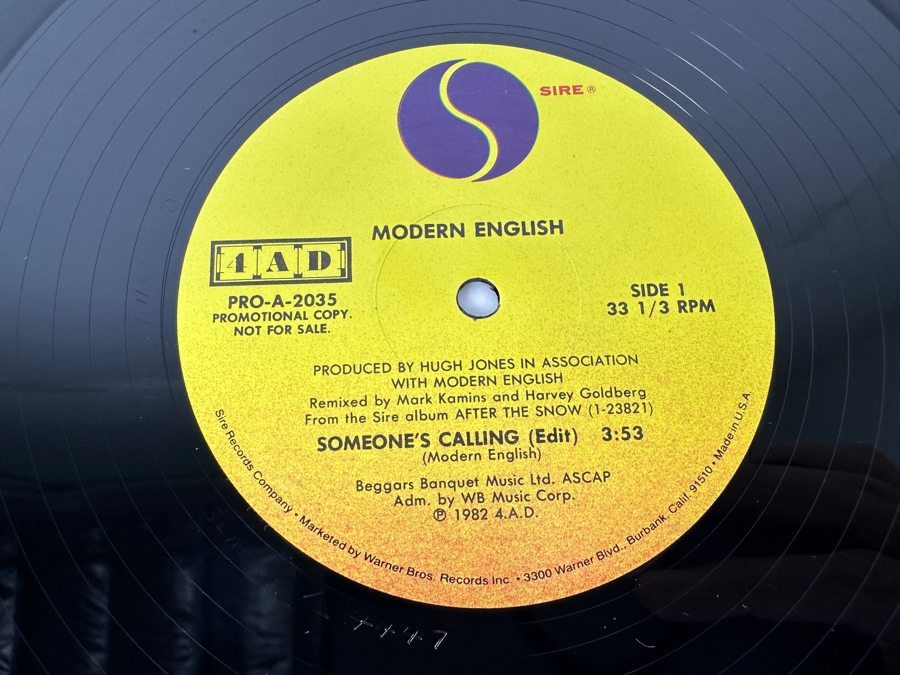 SIRE ®
MODERN ENGLISH
4AD
PRO-A-2035
PROMOTIONAL COPY.
NOT FOR SALE.
SIDE 1
33 1/3 RPM
PRODUCED BY HUGH JONES IN ASSOCIATION
WITH MODERN ENGLISH
Remixed by Mark Kamins and Harvey Goldberg
From the Sire album AFTER THE SNOW (1-23821)
SOMEONE'S CALLING (Edit) 3:53
(Modern English)
Beggars Banquet Music Ltd. ASCAP
Adm. by WB Music Corp.
℗ 1982 4.A.D.
Sire Records Company • Marketed by Warner Bros. Records Inc. • 3300 Warner Blvd., Burbank, Calif. 91510 • Made in U.S.A.